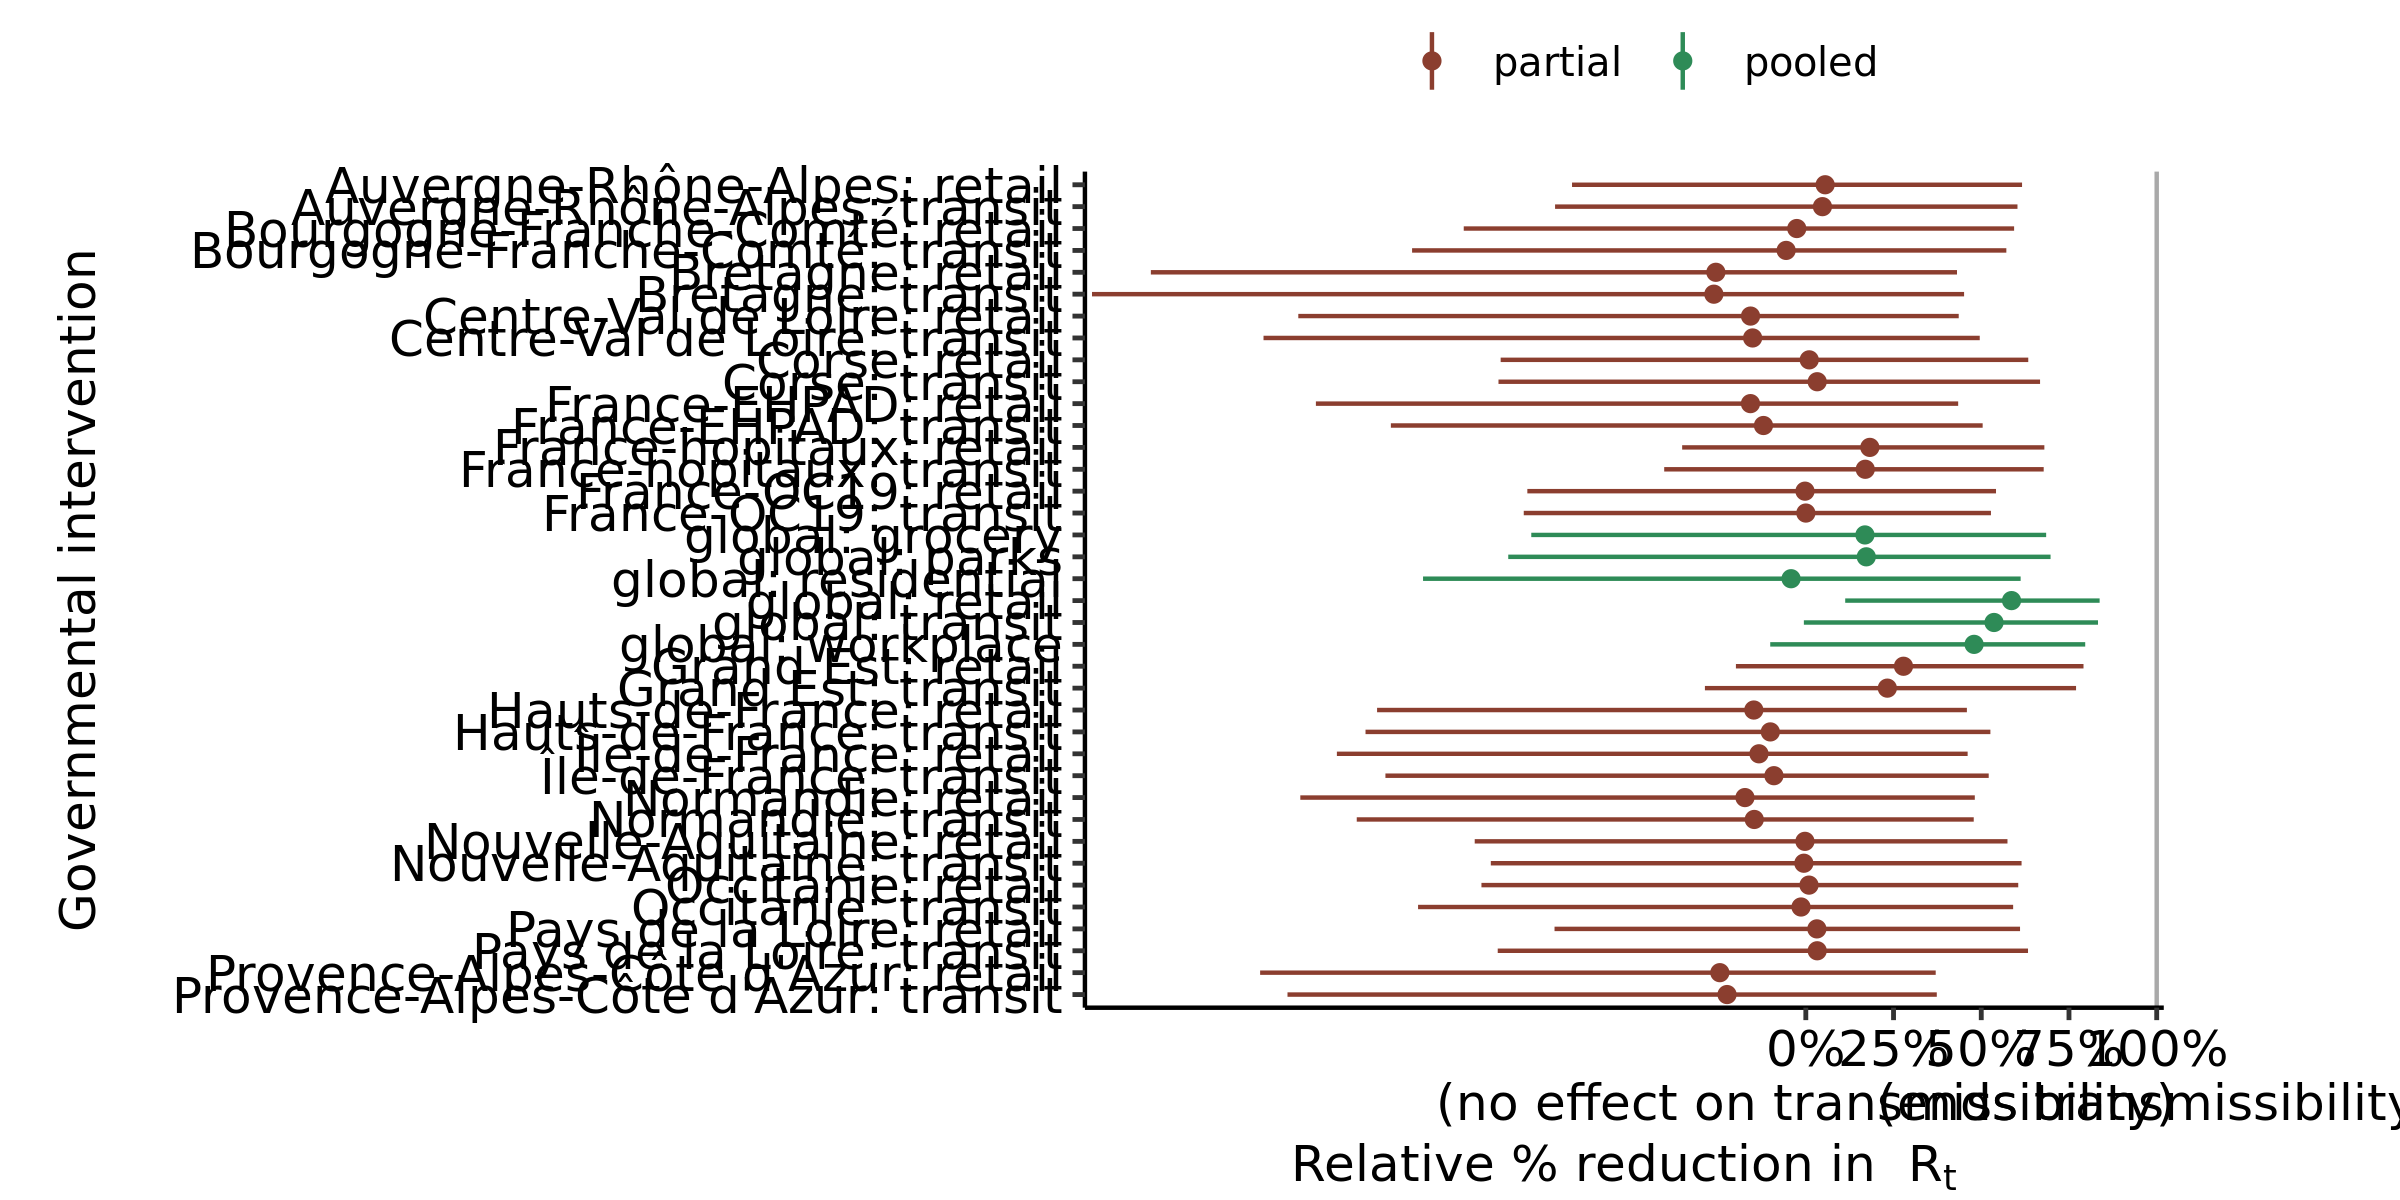 partial pooled
Governmental intervention
Auvergne-Rhône-Alpes: retail
Auvergne-Rhône-Alpes: transit
Bourgogne-Franche-Comté: retail
Bourgogne-Franche-Comté: transit
Bretagne: retail
Bretagne: transit
Centre-Val de Loire: retail
Centre-Val de Loire: transit
Corse: retail
Corse: transit
France-EHPAD: retail
France-EHPAD: transit
France-hopitaux: retail
France-hopitaux: transit
France-OC19: retail
France-OC19: transit
global: grocery
global: parks
global: residential
global: retail
global: transit
global: workplace
Grand Est: retail
Grand Est: transit
Hauts-de-France: retail
Hauts-de-France: transit
Île-de-France: retail
Île-de-France: transit
Normandie: retail
Normandie: transit
Nouvelle-Aquitaine: retail
Nouvelle-Aquitaine: transit
Occitanie: retail
Occitanie: transit
Pays de la Loire: retail
Pays de la Loire: transit
Provence-Alpes-Côte d'Azur: retail
Provence-Alpes-Côte d'Azur: transit
0% 25% 50% 75% 100%
(no effect on transmissibility) (ends transmissibility
Relative % reduction in Rt